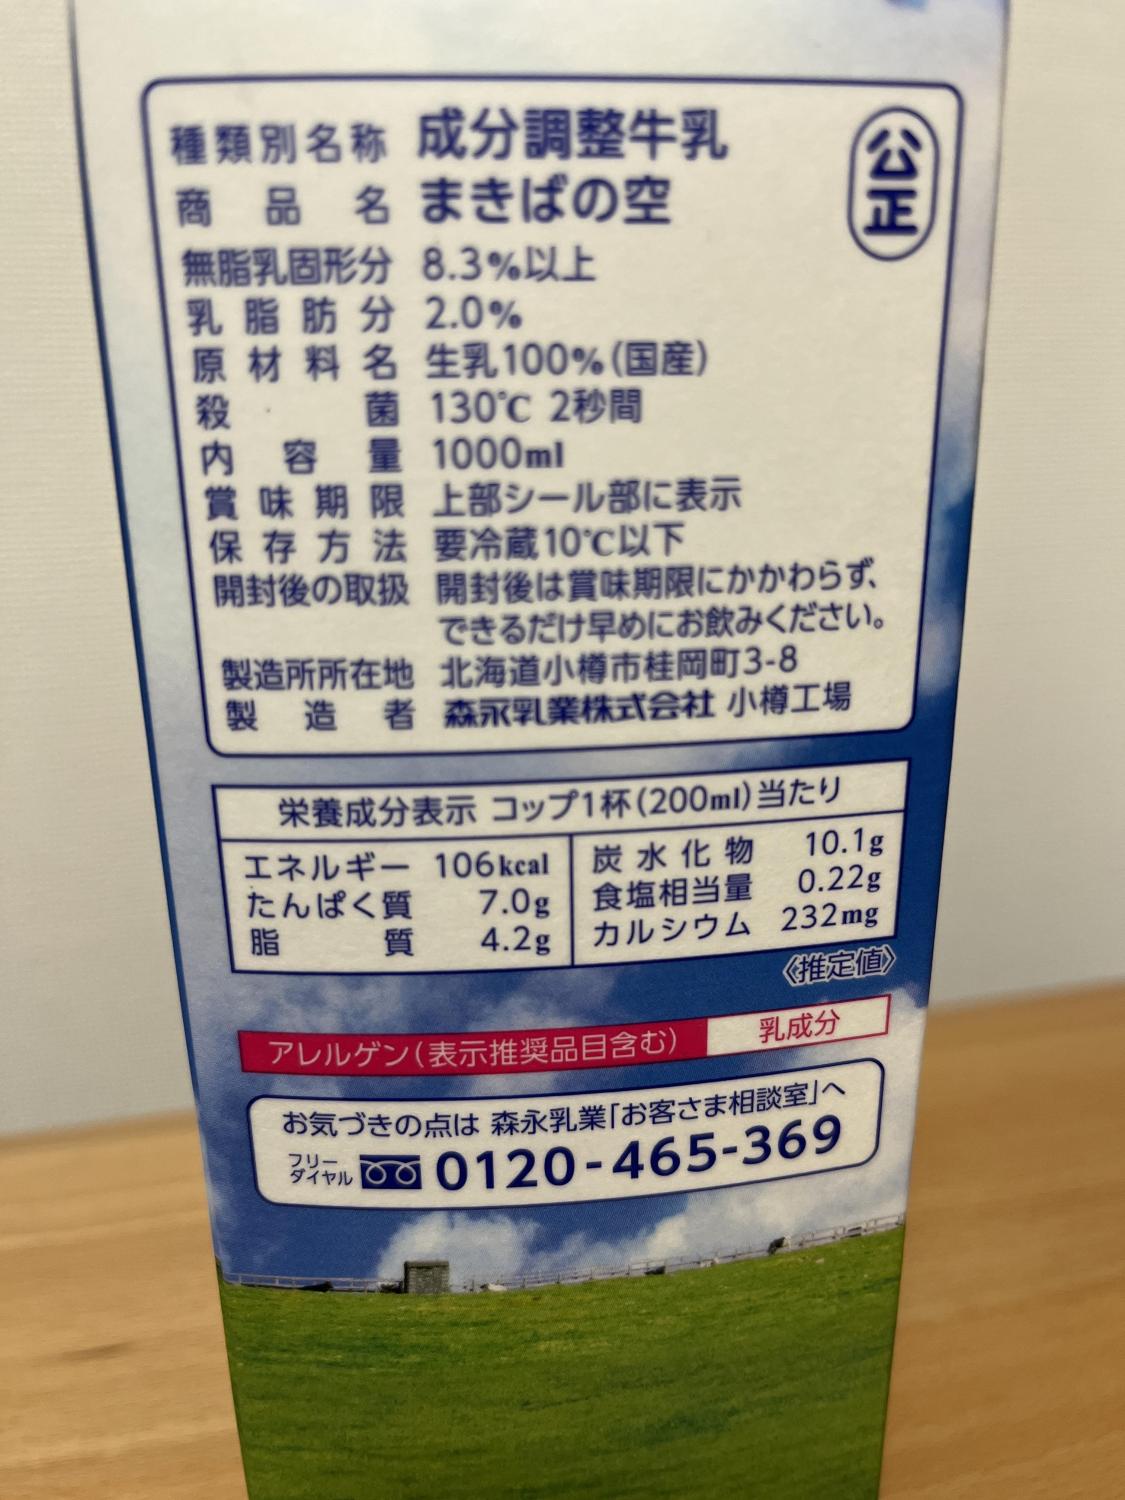 種類別名称 成分調整牛乳
公正
商品名 まきばの空
無脂乳固形分 8.3%以上
乳脂肪分 2.0%
原材料名 生乳100%(国産)
殺菌 130℃ 2秒間
内容量 1000ml
賞味期限 上部シール部に表示
保存方法 要冷蔵10℃以下
開封後の取扱 開封後は賞味期限にかかわらず、
できるだけ早めにお飲みください。
製造所所在地 北海道小樽市桂岡町3-8
製造者 森永乳業株式会社 小樽工場
栄養成分表示 コップ1杯(200ml)当たり
エネルギー 106kcal
たんぱく質 7.0g
脂質 4.2g
炭水化物 10.1g
食塩相当量 0.22g
カルシウム 232mg
《推定値》
アレルゲン(表示推奨品目含む) 乳成分
お気づきの点は 森永乳業「お客さま相談室」へ
フリーダイヤル 0120-465-369